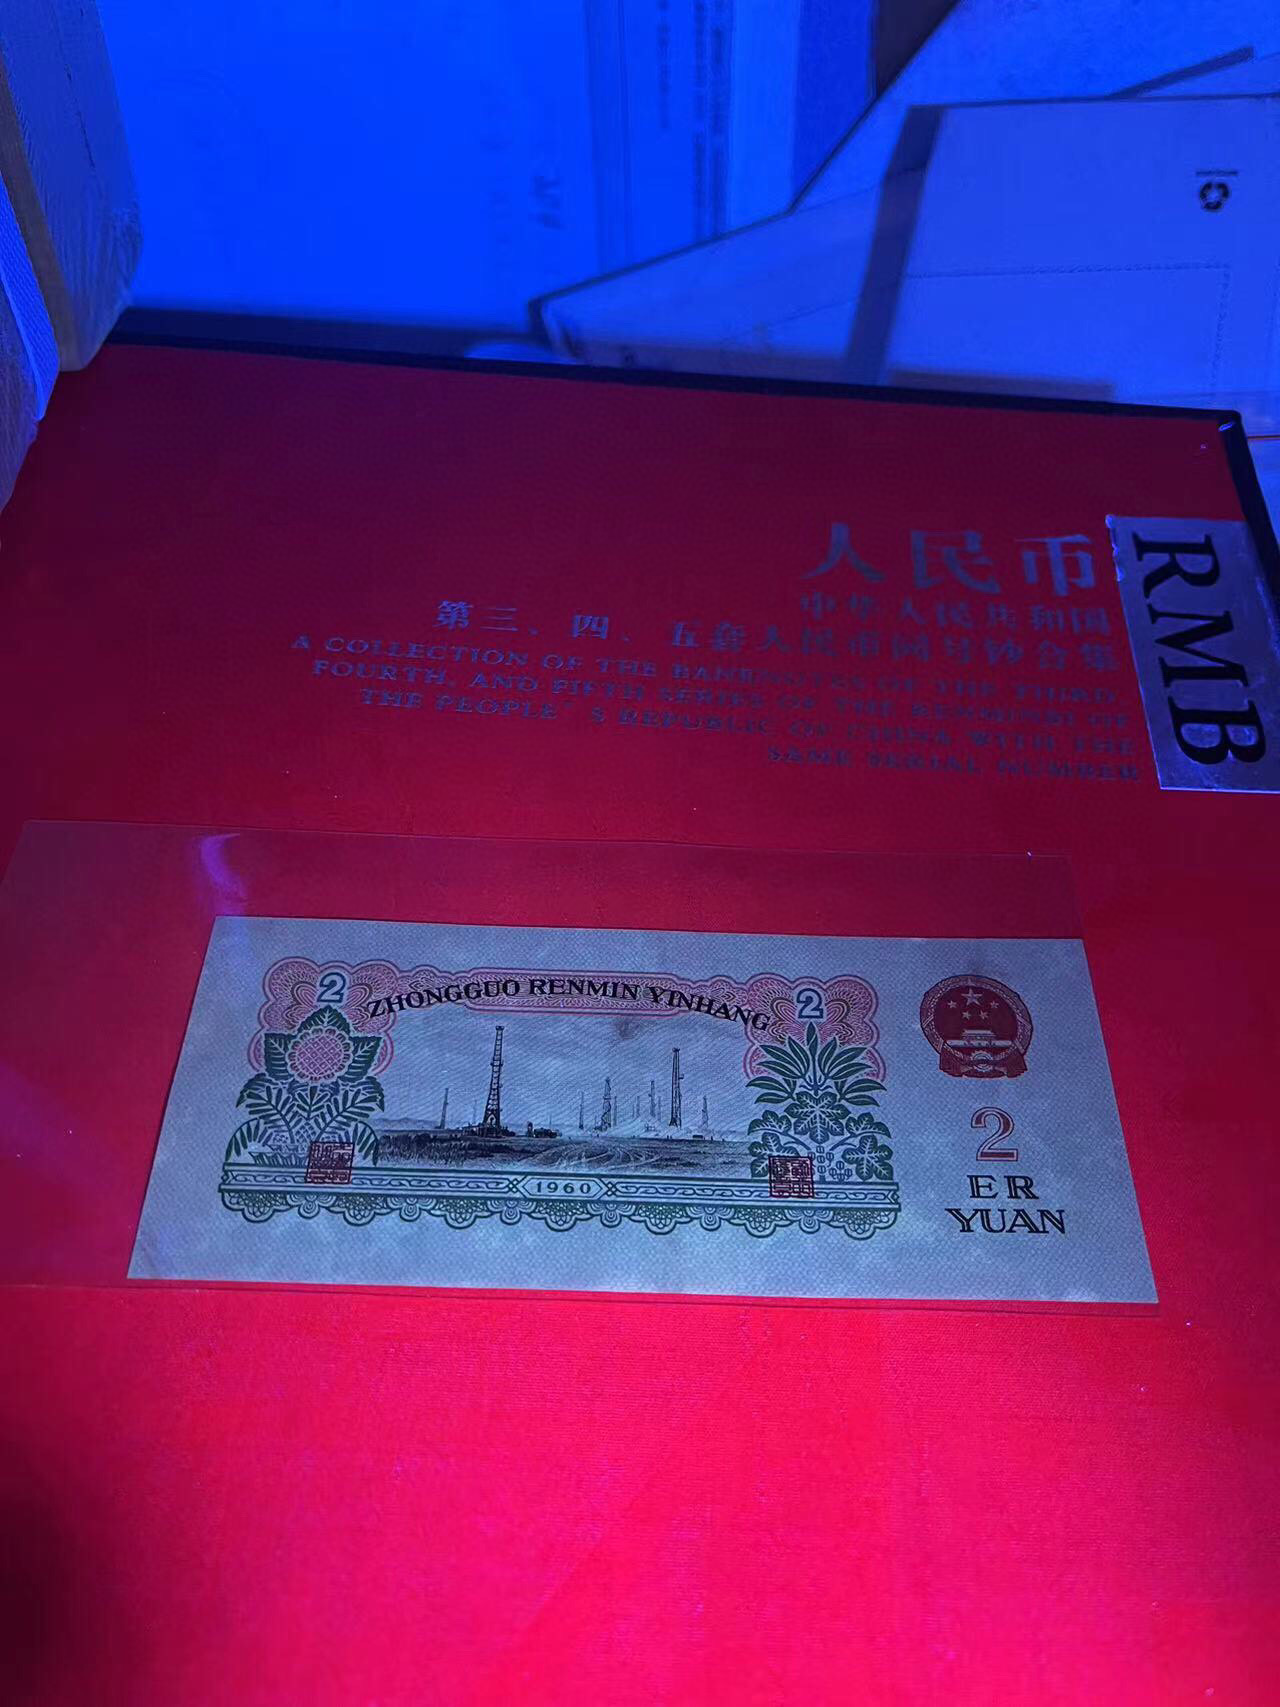 人民币
中华人民共和国
第三、四、五套人民币同号钞合集
A COLLECTION OF THE BANKNOTES OF THE THIRD,
FOURTH, AND FIFTH SERIES OF THE RENMINBI OF
THE PEOPLE'S REPUBLIC OF CHINA WITH THE
SAME SERIAL NUMBER
RMB
2
ZHONGGUO RENMIN YINHANG
2
2
ER
YUAN
1960